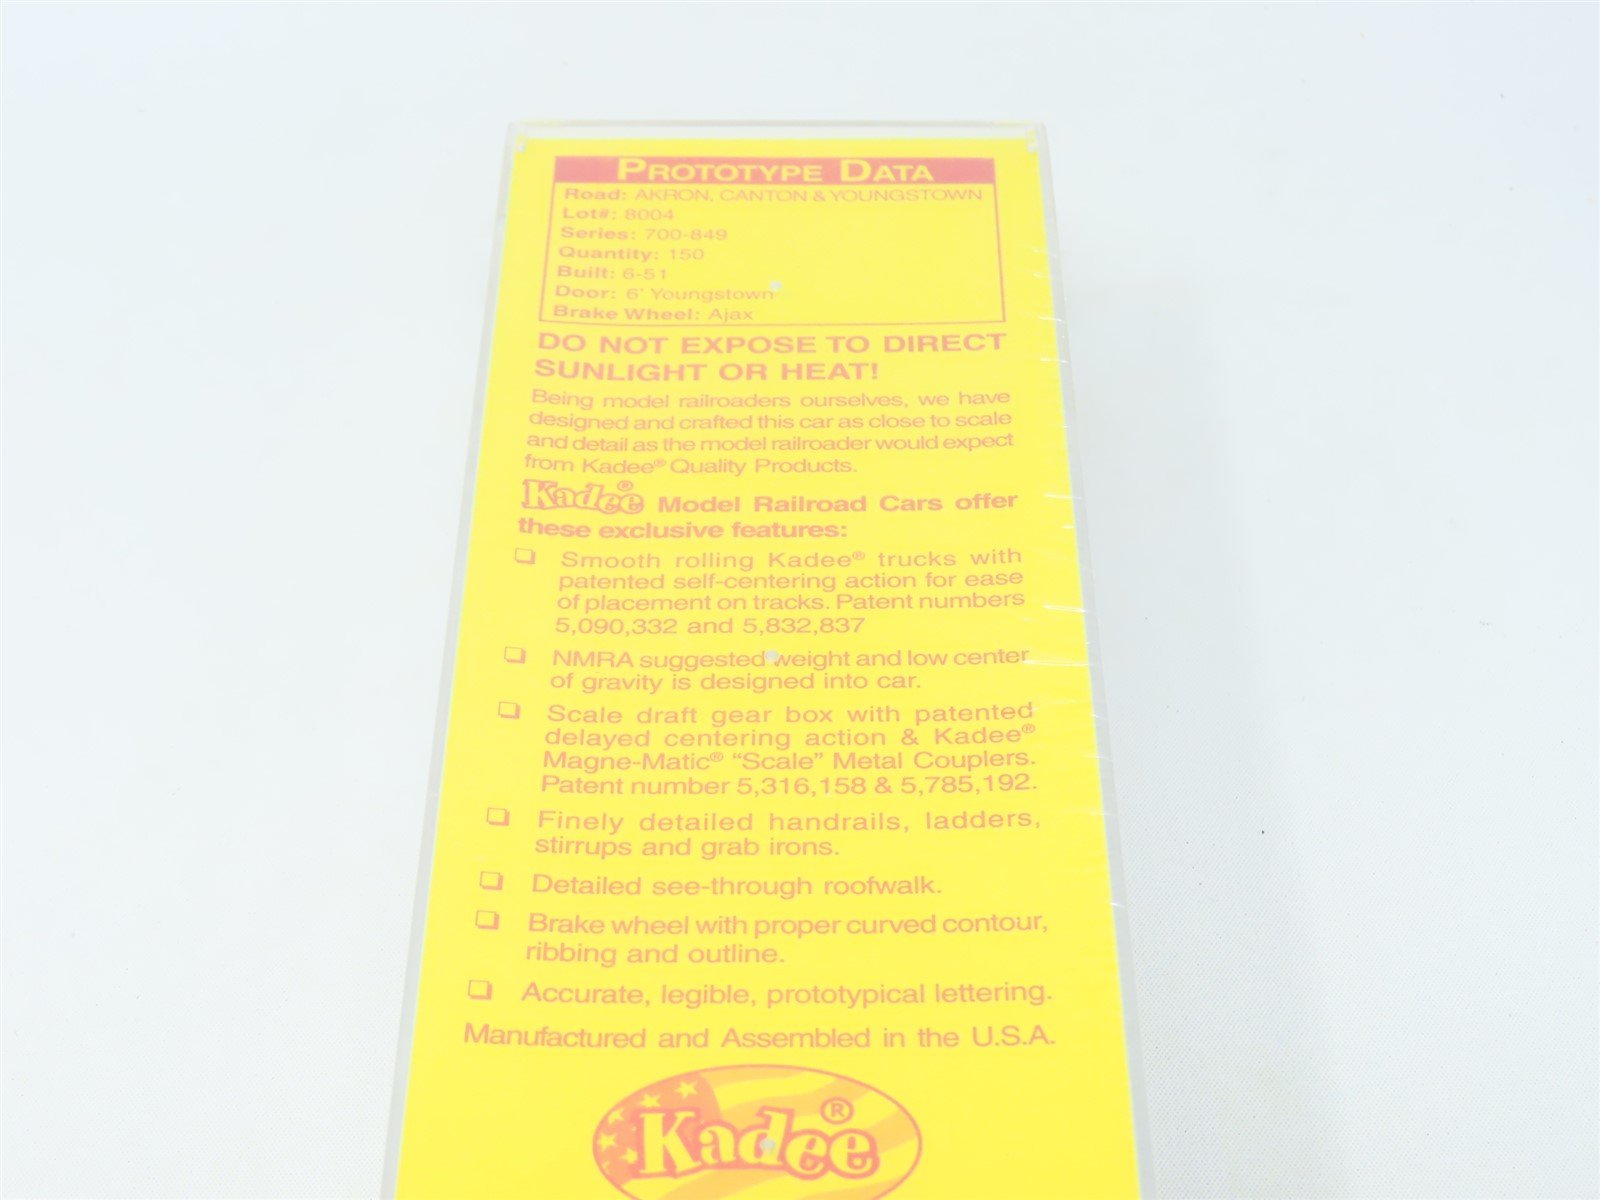 PROTOTYPE DATA
Road: AKRON, CANTON & YOUNGSTOWN
Lot#: 8004
Series: 700-849
Quantity: 150
Built: 6-51
Door: 6' Youngstown
Brake Wheel: Ajax
DO NOT EXPOSE TO DIRECT
SUNLIGHT OR HEAT!
Being model railroaders ourselves, we have
designed and crafted this car as close to scale
and detail as the model railroader would expect
from Kadee® Quality Products.
Kadee® Model Railroad Cars offer
these exclusive features:
❏ Smooth rolling Kadee® trucks with
patented self-centering action for ease
of placement on tracks. Patent numbers
5,090,332 and 5,832,837
❏ NMRA suggested weight and low center
of gravity is designed into car.
❏ Scale draft gear box with patented
delayed centering action & Kadee®
Magne-Matic® “Scale” Metal Couplers.
Patent number 5,316,158 & 5,785,192.
❏ Finely detailed handrails, ladders,
stirrups and grab irons.
❏ Detailed see-through roofwalk.
❏ Brake wheel with proper curved contour,
ribbing and outline.
❏ Accurate, legible, prototypical lettering.
Manufactured and Assembled in the U.S.A.
Kadee®